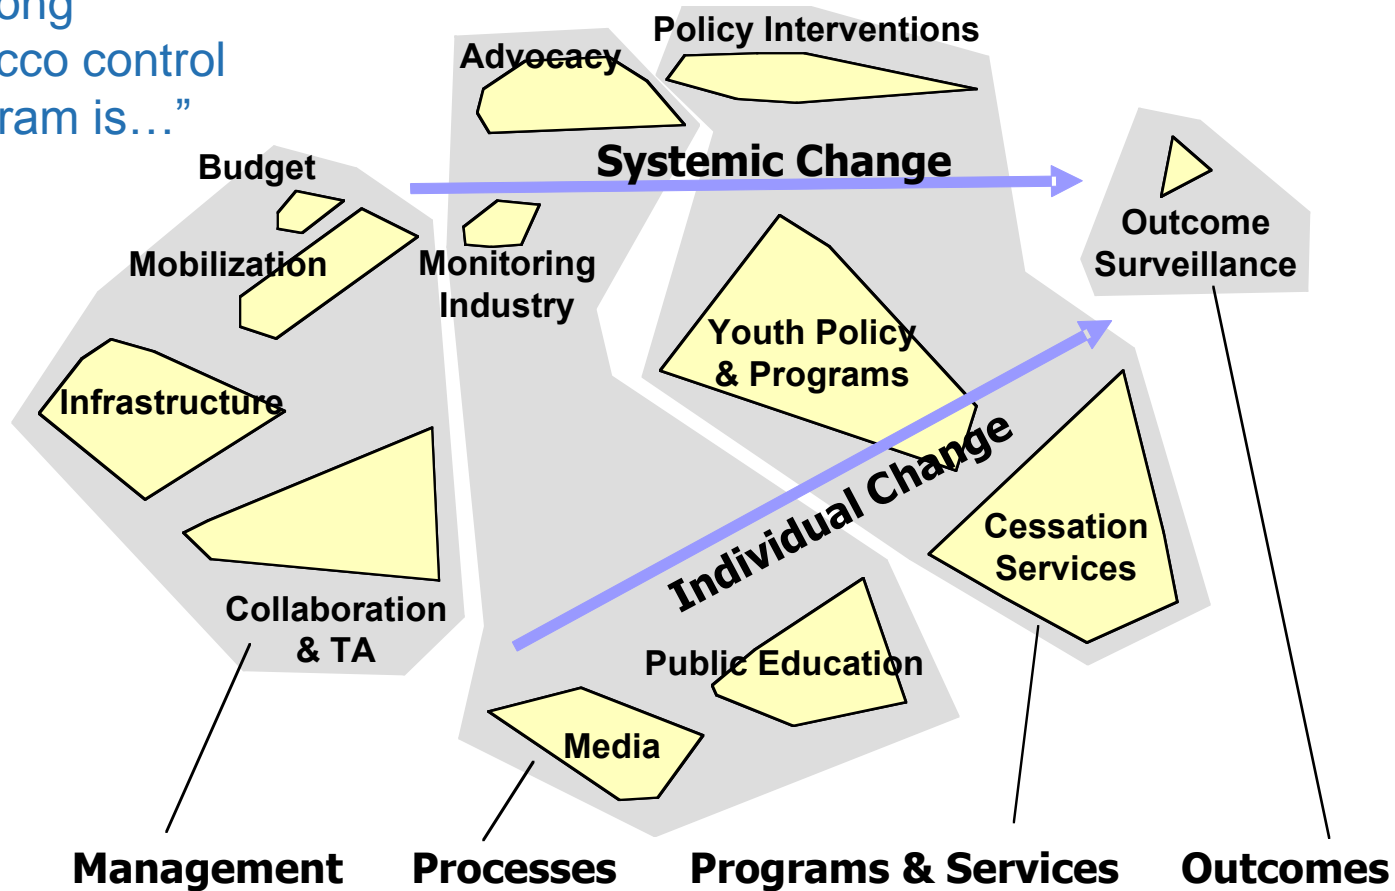 ong
cco control
ram is…”
Policy Interventions
Advocacy
Systemic Change
Budget
Mobilization
Monitoring
Industry
Outcome
Surveillance
Youth Policy
& Programs
Infrastructure
Individual Change
Cessation
Services
Collaboration
& TA
Public Education
Media
Management
Processes
Programs & Services
Outcomes